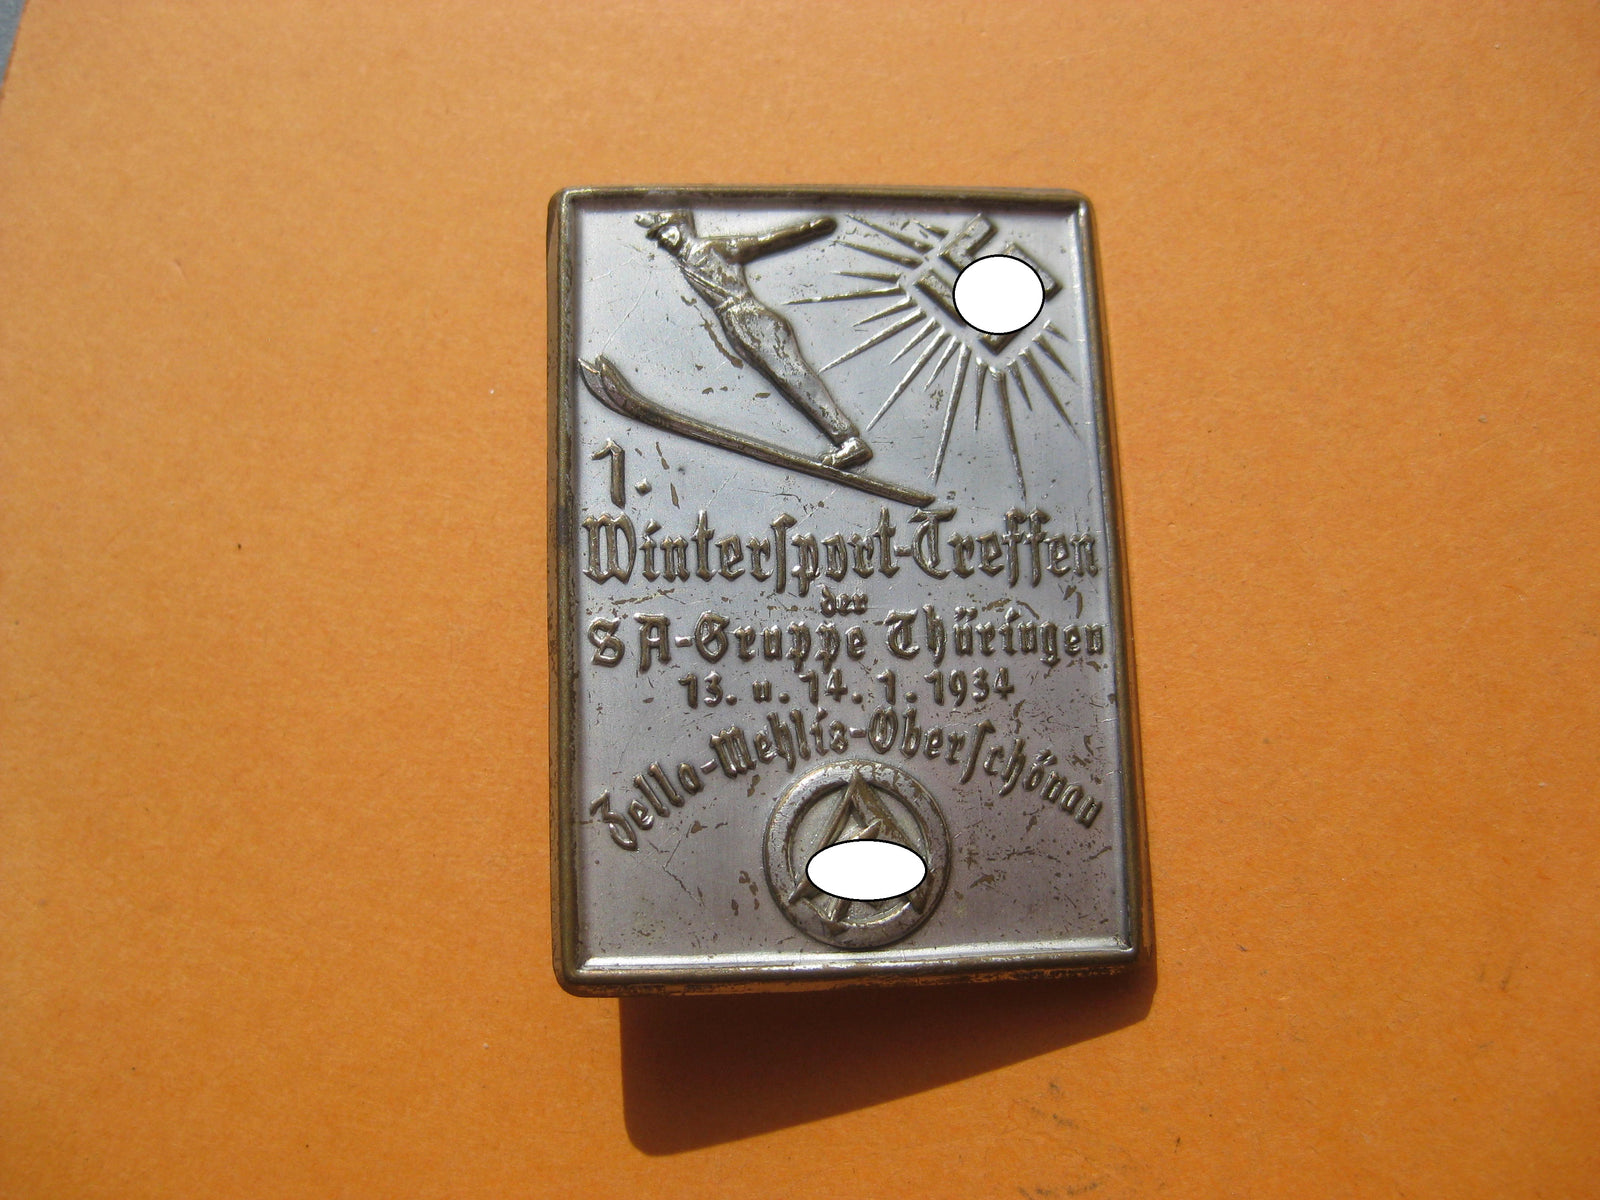 1.
Wintersport-Treffen
der
SA-Gruppe Thüringen
13. u. 14. 1. 1934
Zella-Mehlis-Oberschönau